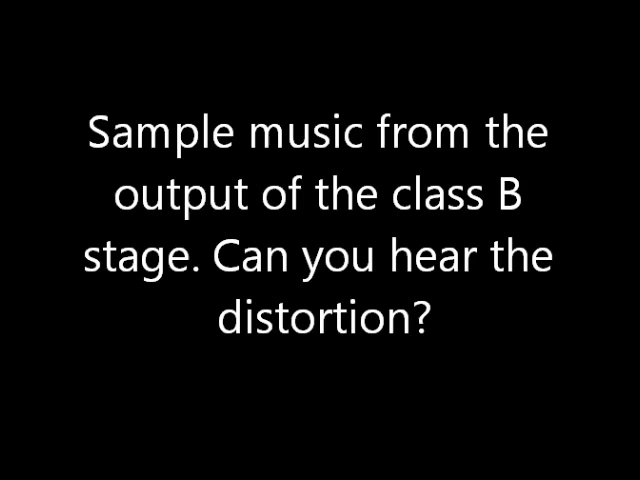 Sample music from the
output of the class B
stage. Can you hear the
distortion?